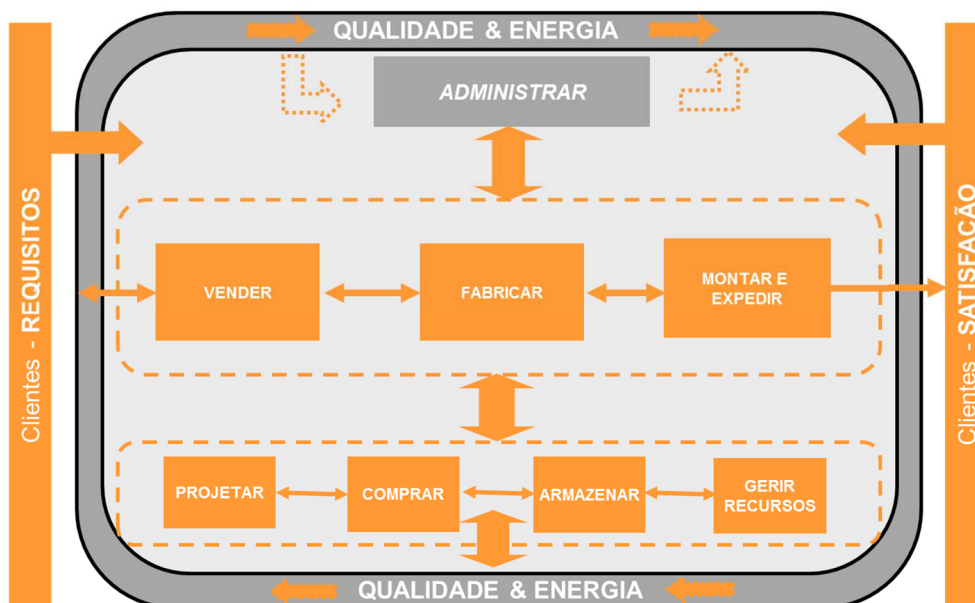 QUALIDADE & ENERGIA
ADMINISTRAR
Clientes - REQUISITOS
VENDER
FABRICAR
MONTAR E
EXPEDIR
Clientes - SATISFAÇÃO
PROJETAR
COMPRAR
ARMAZENAR
GERIR
RECURSOS
QUALIDADE & ENERGIA